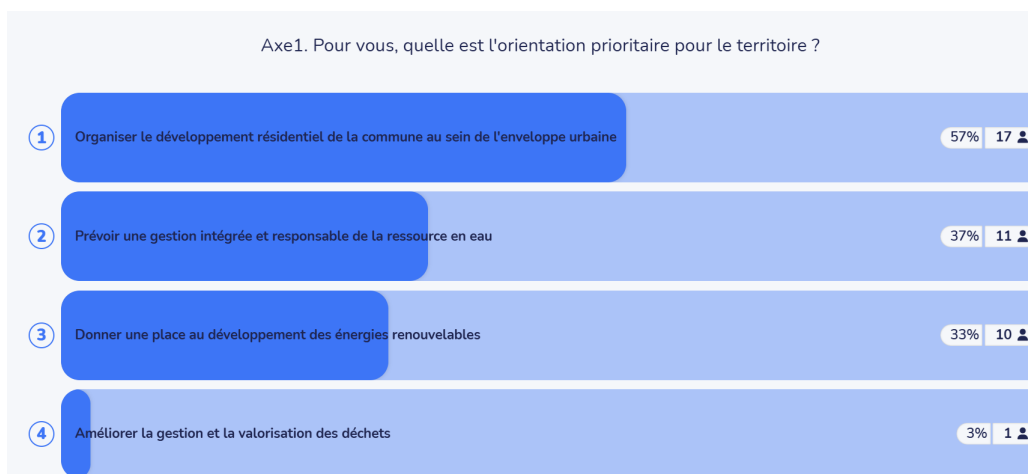 Axe1. Pour vous, quelle est l'orientation prioritaire pour le territoire ?
1 Organiser le développement résidentiel de la commune au sein de l'enveloppe urbaine 57% 17
2 Prévoir une gestion intégrée et responsable de la ressource en eau 37% 11
3 Donner une place au développement des énergies renouvelables 33% 10
4 Améliorer la gestion et la valorisation des déchets 3% 1